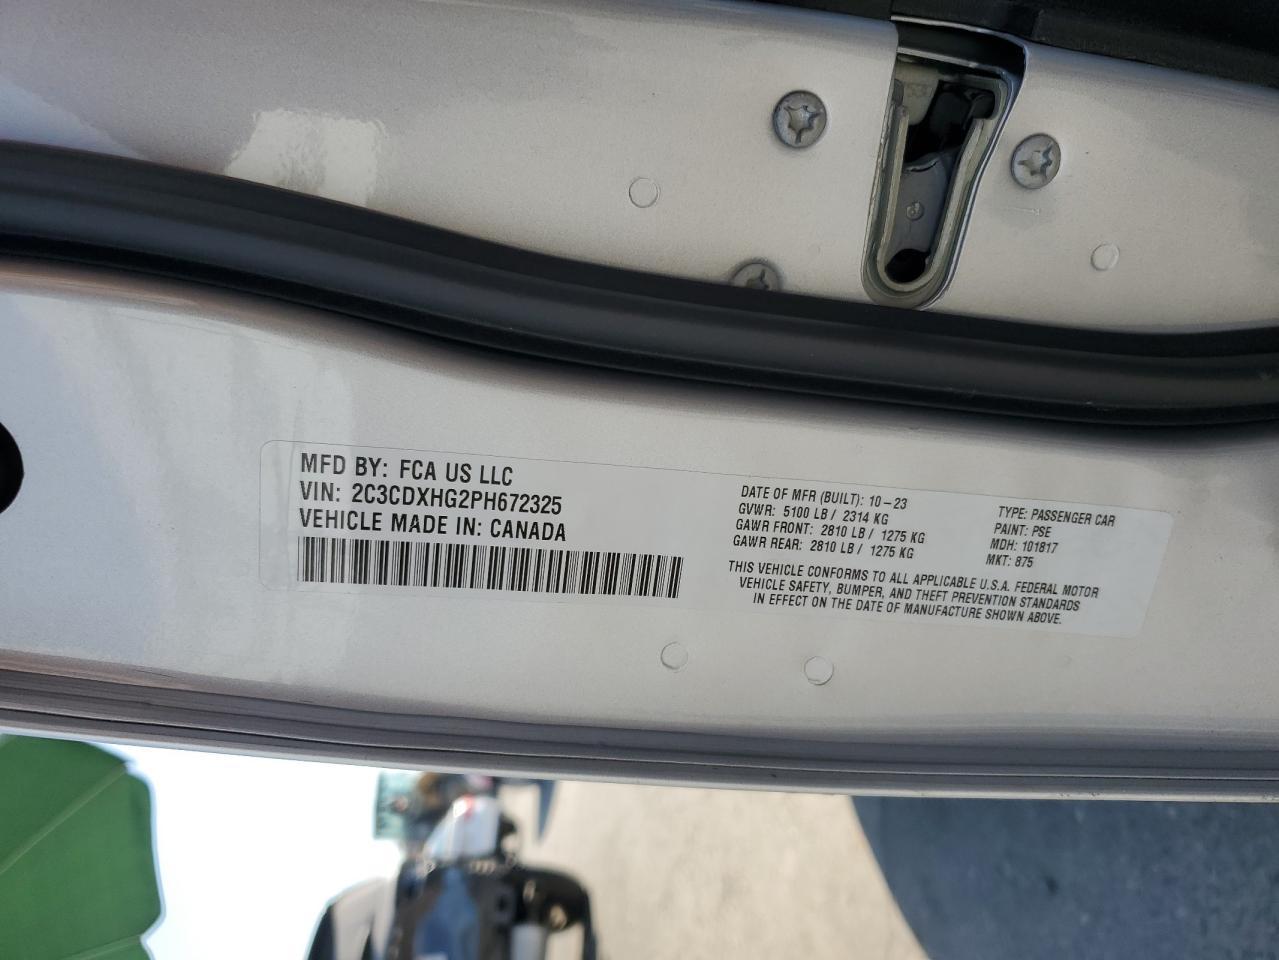 MFD BY: FCA US LLC
VIN: 2C3CDXHG2PH672325
VEHICLE MADE IN: CANADA
DATE OF MFR (BUILT): 10-23
GVWR: 5100 LB / 2314 KG
GAWR FRONT: 2810 LB / 1275 KG
GAWR REAR: 2810 LB / 1275 KG
TYPE: PASSENGER CAR
PAINT: PSE
MDH: 101817
MKT: 875
THIS VEHICLE CONFORMS TO ALL APPLICABLE U.S.A. FEDERAL MOTOR
VEHICLE SAFETY, BUMPER, AND THEFT PREVENTION STANDARDS
IN EFFECT ON THE DATE OF MANUFACTURE SHOWN ABOVE.